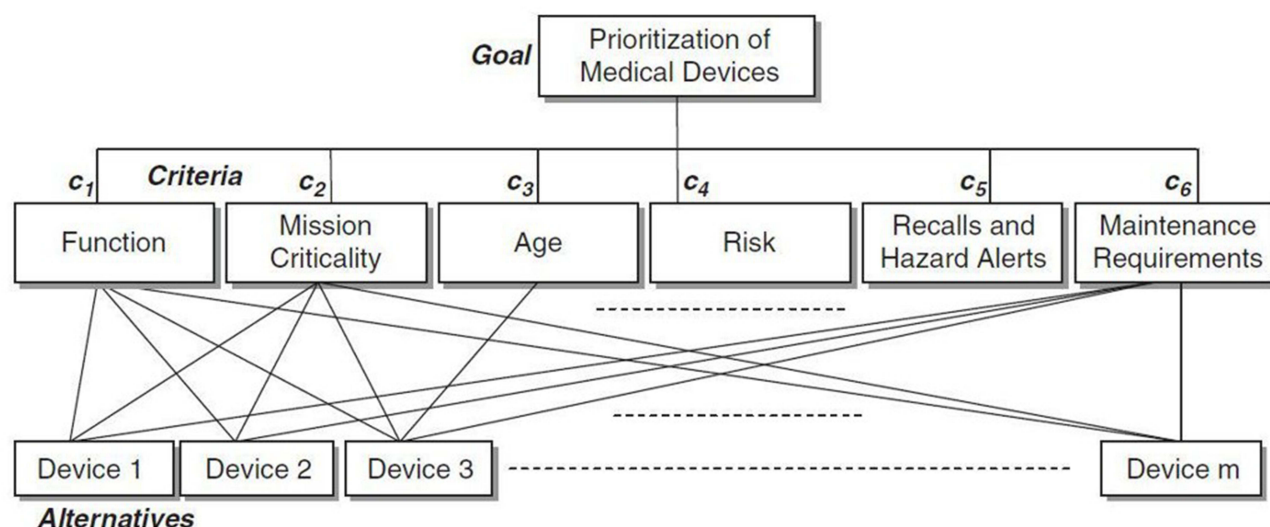 Goal
Prioritization of
Medical Devices
c1 Criteria c2 c3 c4 c5 c6
Function
Mission
Criticality
Age
Risk
Recalls and
Hazard Alerts
Maintenance
Requirements
Device 1
Device 2
Device 3
Device m
Alternatives